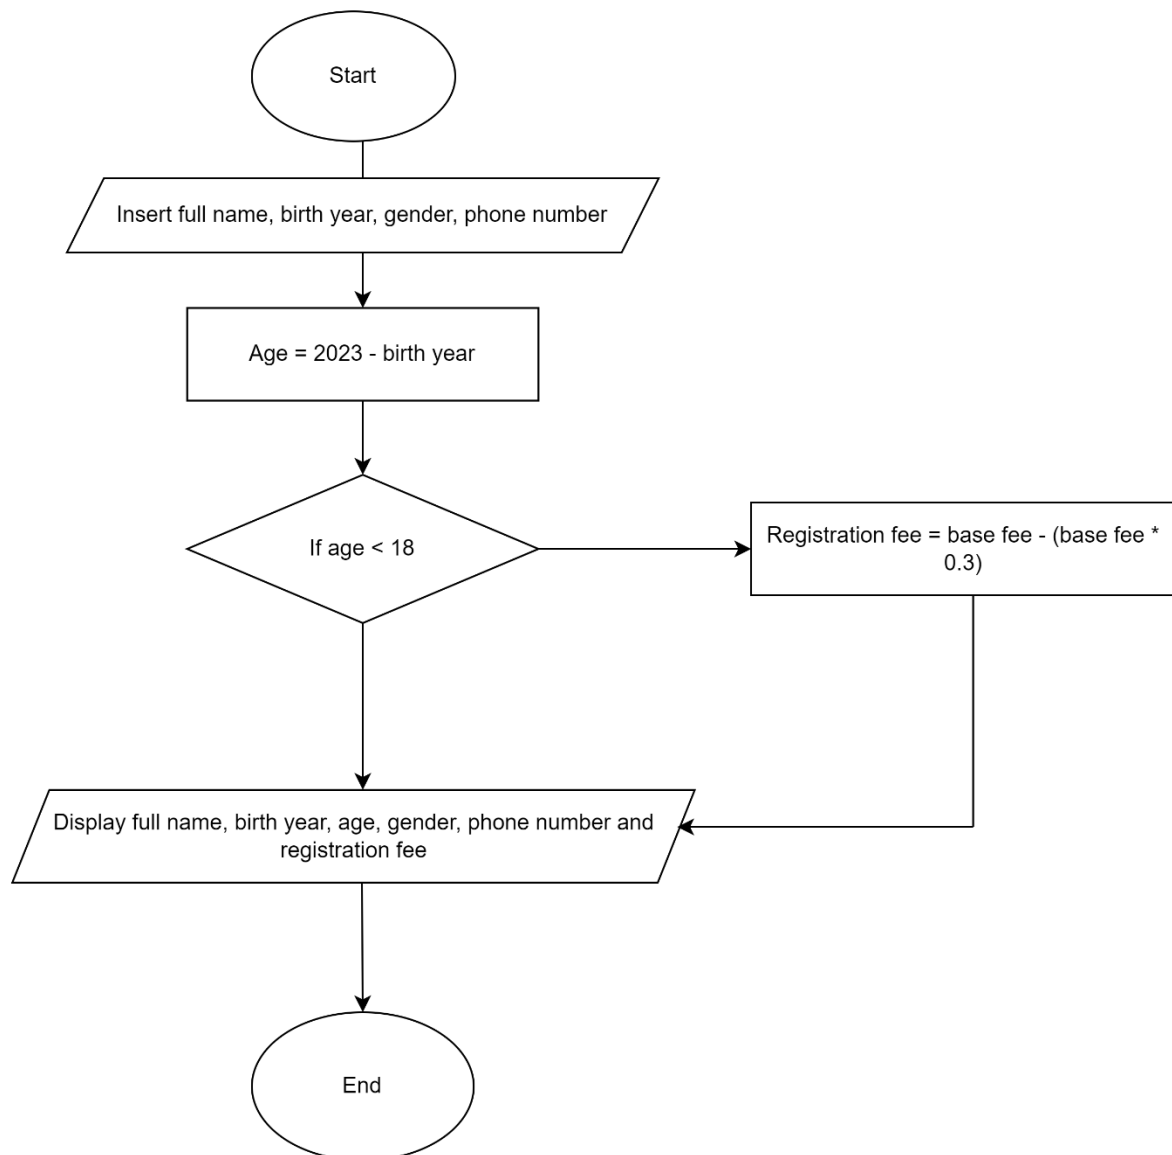 Start
Insert full name, birth year, gender, phone number
Age = 2023 - birth year
If age < 18
Registration fee = base fee - (base fee *
0.3)
Display full name, birth year, age, gender, phone number and
registration fee
End